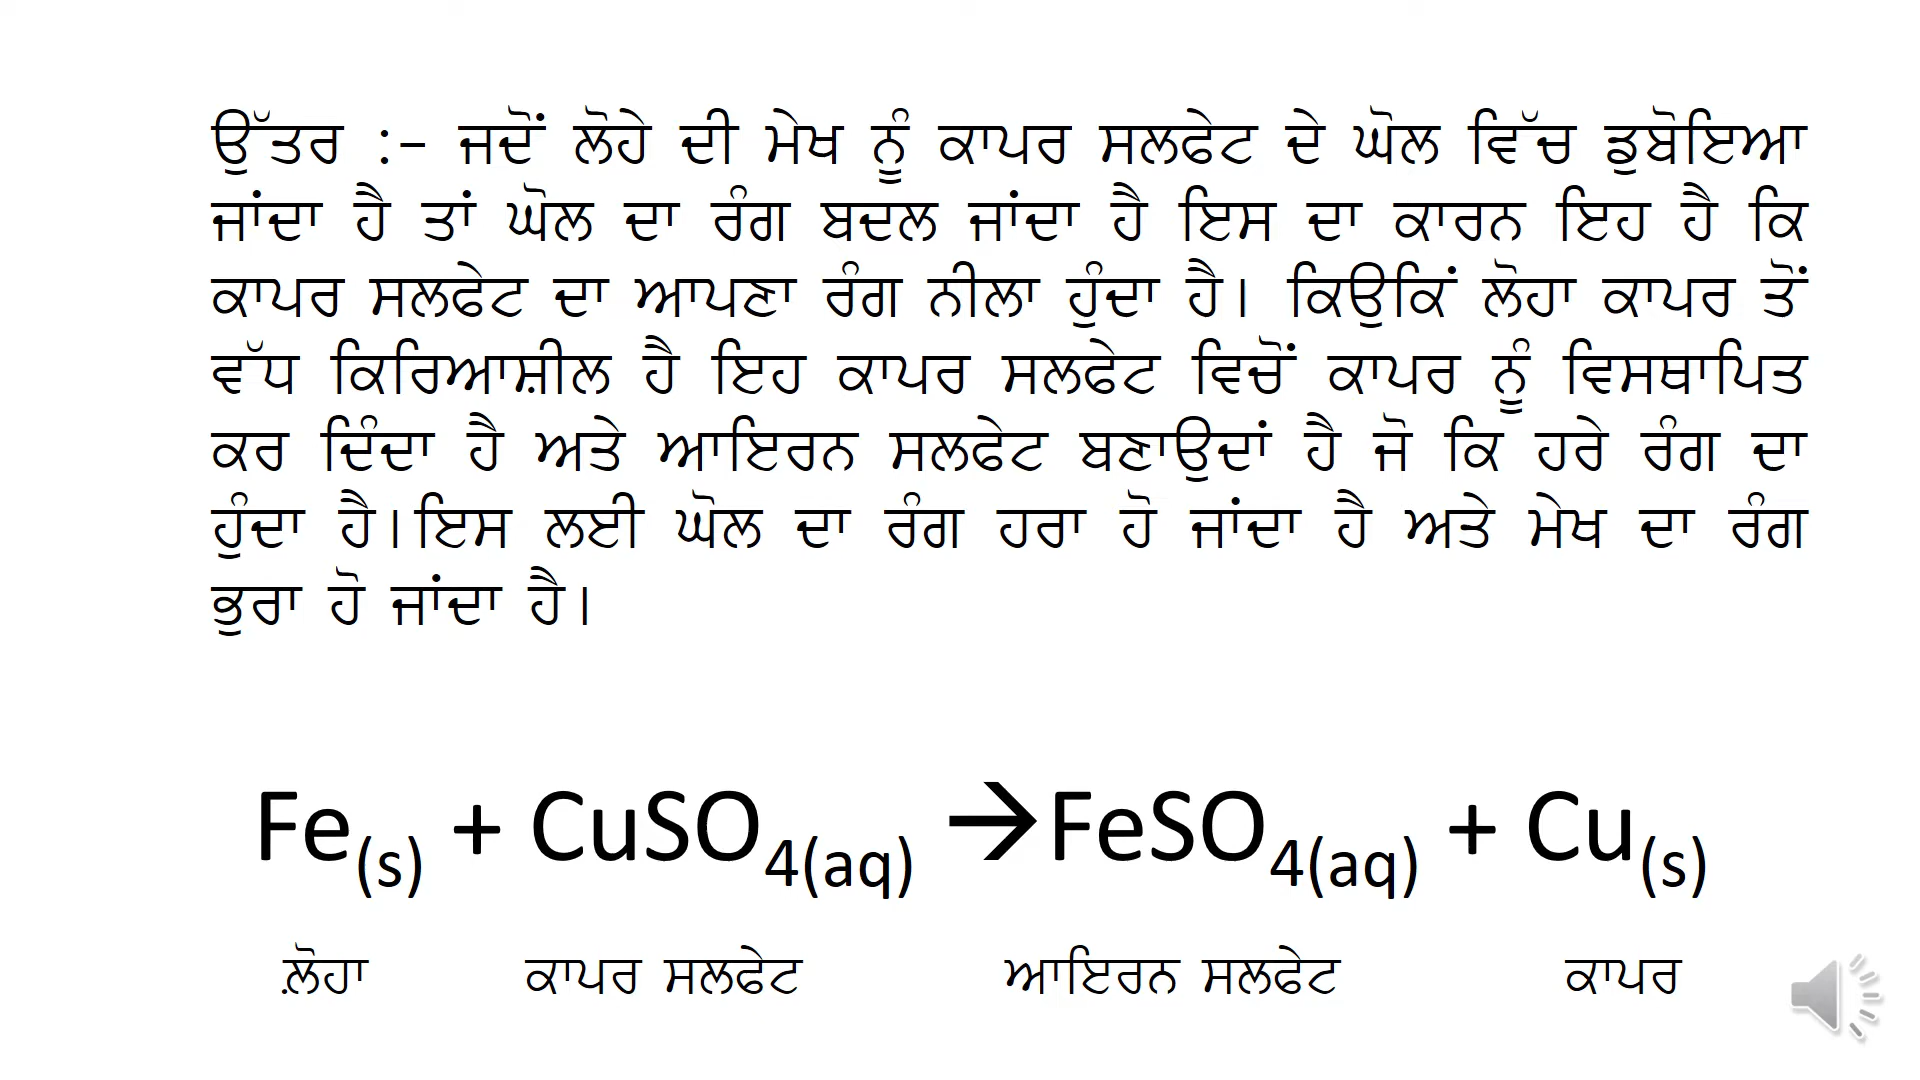 ਉੱਤਰ :– ਜਦੋਂ ਲੋਹੇ ਦੀ ਮੇਖ ਨੂੰ ਕਾਪਰ ਸਲਫੇਟ ਦੇ ਘੋਲ ਵਿੱਚ ਡੁਬੋਇਆ
ਜਾਂਦਾ ਹੈ ਤਾਂ ਘੋਲ ਦਾ ਰੰਗ ਬਦਲ ਜਾਂਦਾ ਹੈ ਇਸ ਦਾ ਕਾਰਨ ਇਹ ਹੈ ਕਿ
ਕਾਪਰ ਸਲਫੇਟ ਦਾ ਆਪਣਾ ਰੰਗ ਨੀਲਾ ਹੁੰਦਾ ਹੈ। ਕਿਉਕਿਂ ਲੋਹਾ ਕਾਪਰ ਤੋਂ
ਵੱਧ ਕਿਰਿਆਸ਼ੀਲ ਹੈ ਇਹ ਕਾਪਰ ਸਲਫੇਟ ਵਿਚੋਂ ਕਾਪਰ ਨੂੰ ਵਿਸਥਾਪਿਤ
ਕਰ ਦਿੰਦਾ ਹੈ ਅਤੇ ਆਇਰਨ ਸਲਫੇਟ ਬਣਾਉਦਾਂ ਹੈ ਜੋ ਕਿ ਹਰੇ ਰੰਗ ਦਾ
ਹੁੰਦਾ ਹੈ।ਇਸ ਲਈ ਘੋਲ ਦਾ ਰੰਗ ਹਰਾ ਹੋ ਜਾਂਦਾ ਹੈ ਅਤੇ ਮੇਖ ਦਾ ਰੰਗ
ਭੁਰਾ ਹੋ ਜਾਂਦਾ ਹੈ।
Fe(s) + CuSO4(aq) →FeSO4(aq) + Cu(s)
ਲ਼ੋਹਾ ਕਾਪਰ ਸਲਫੇਟ ਆਇਰਨ ਸਲਫੇਟ ਕਾਪਰ